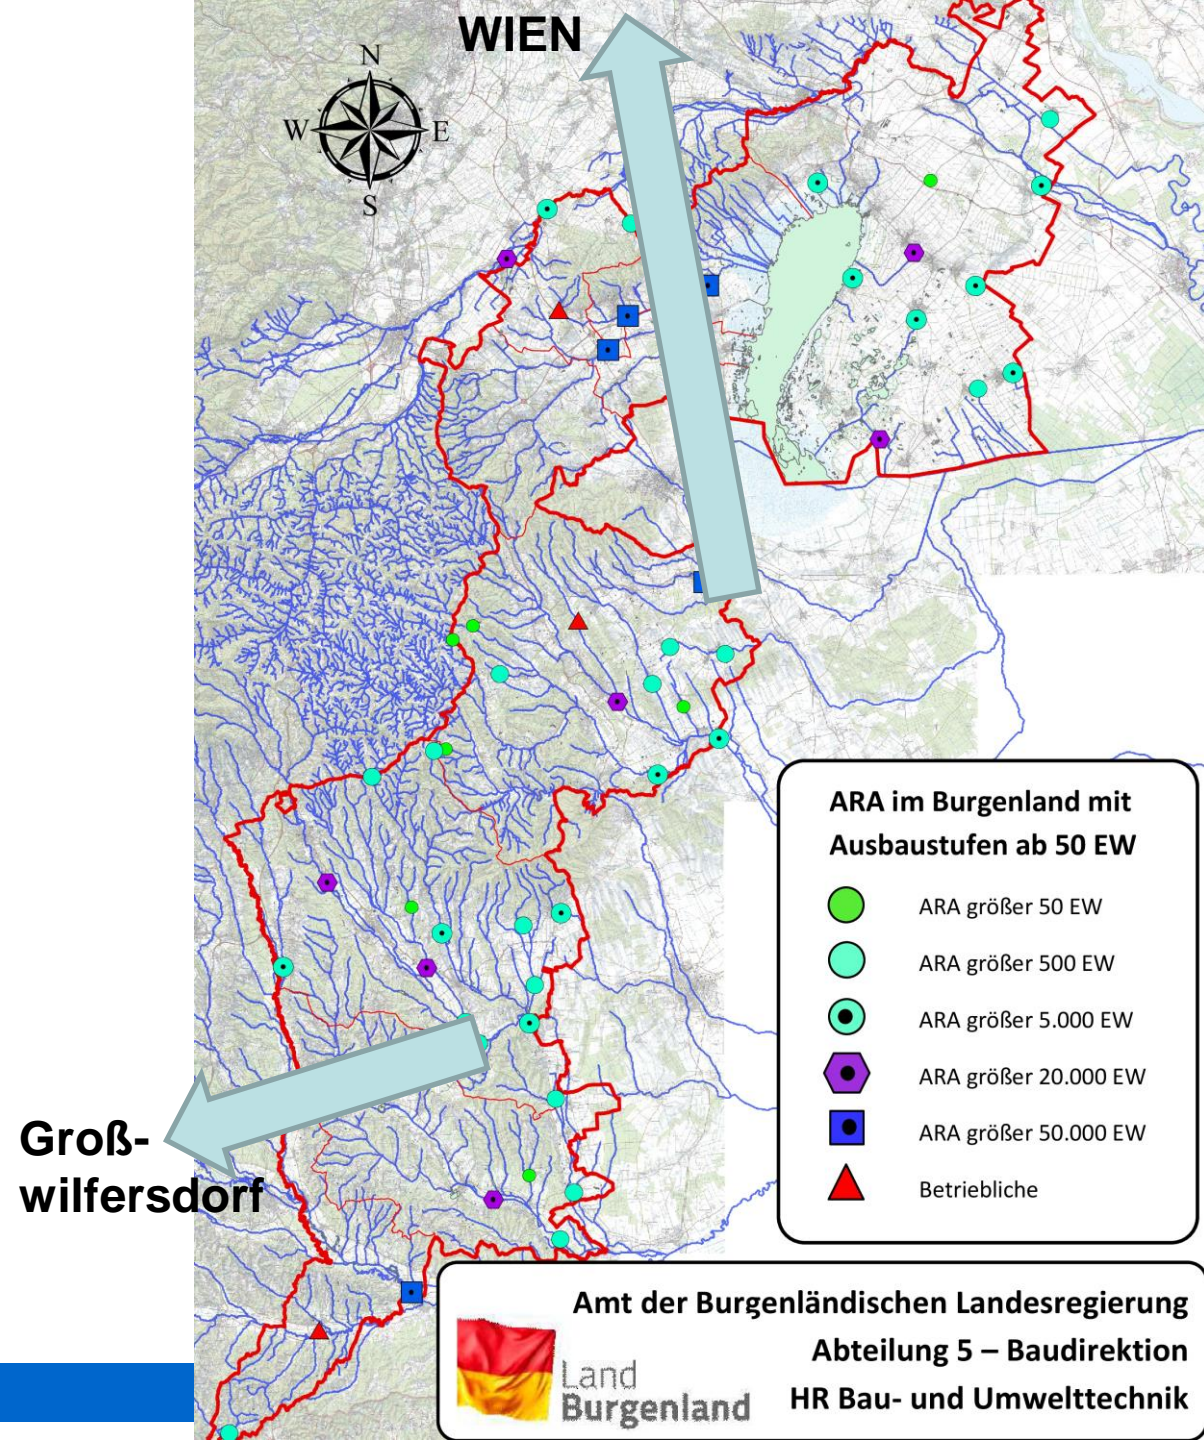 WIEN
N
W
E
S
Groß-
wilfersdorf
ARA im Burgenland mit
Ausbaustufen ab 50 EW
ARA größer 50 EW
ARA größer 500 EW
ARA größer 5.000 EW
ARA größer 20.000 EW
ARA größer 50.000 EW
Betriebliche
Amt der Burgenländischen Landesregierung
Abteilung 5 – Baudirektion
HR Bau- und Umwelttechnik
Land
Burgenland